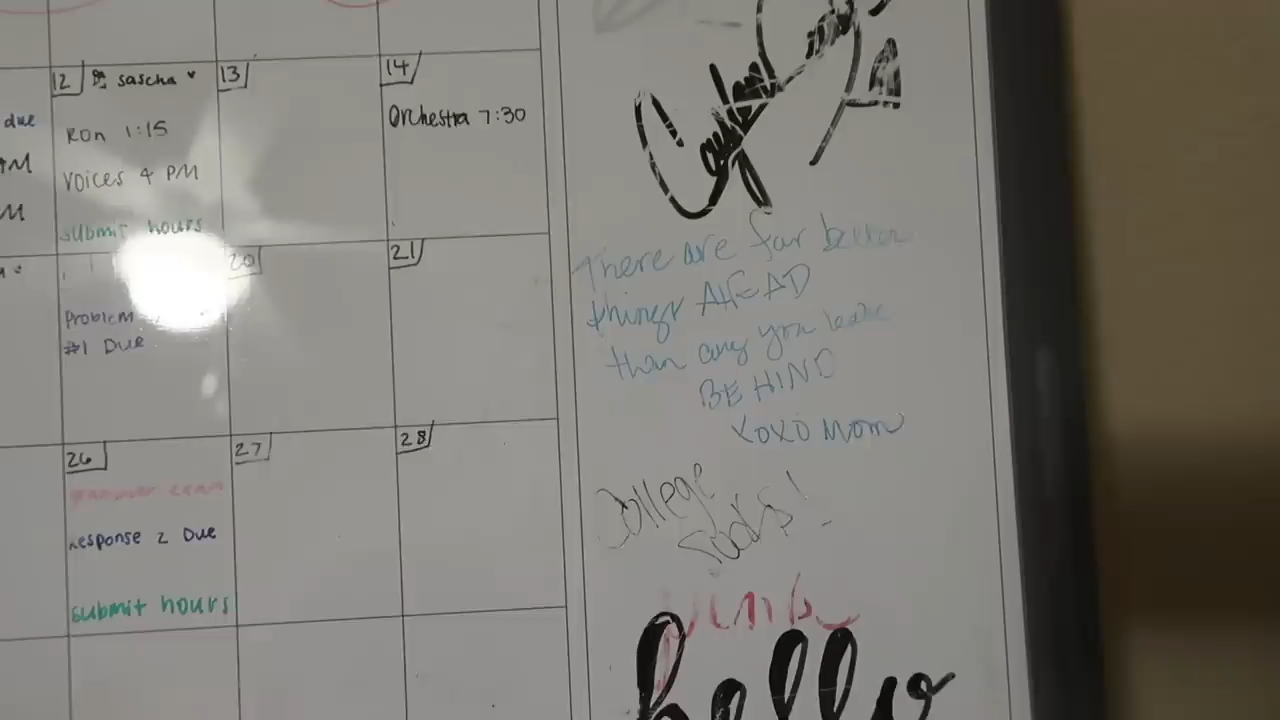 12 sascha ♥
13
14
due
Ron 1:15
Orchestra 7:30
Voices 4 PM
submit hours
20
21
Problem
#1 Due
26
27
28
Response 2 Due
submit hours
There are far better
things AHEAD
than any you leave
BEHIND
XOXO Mom
College
hello